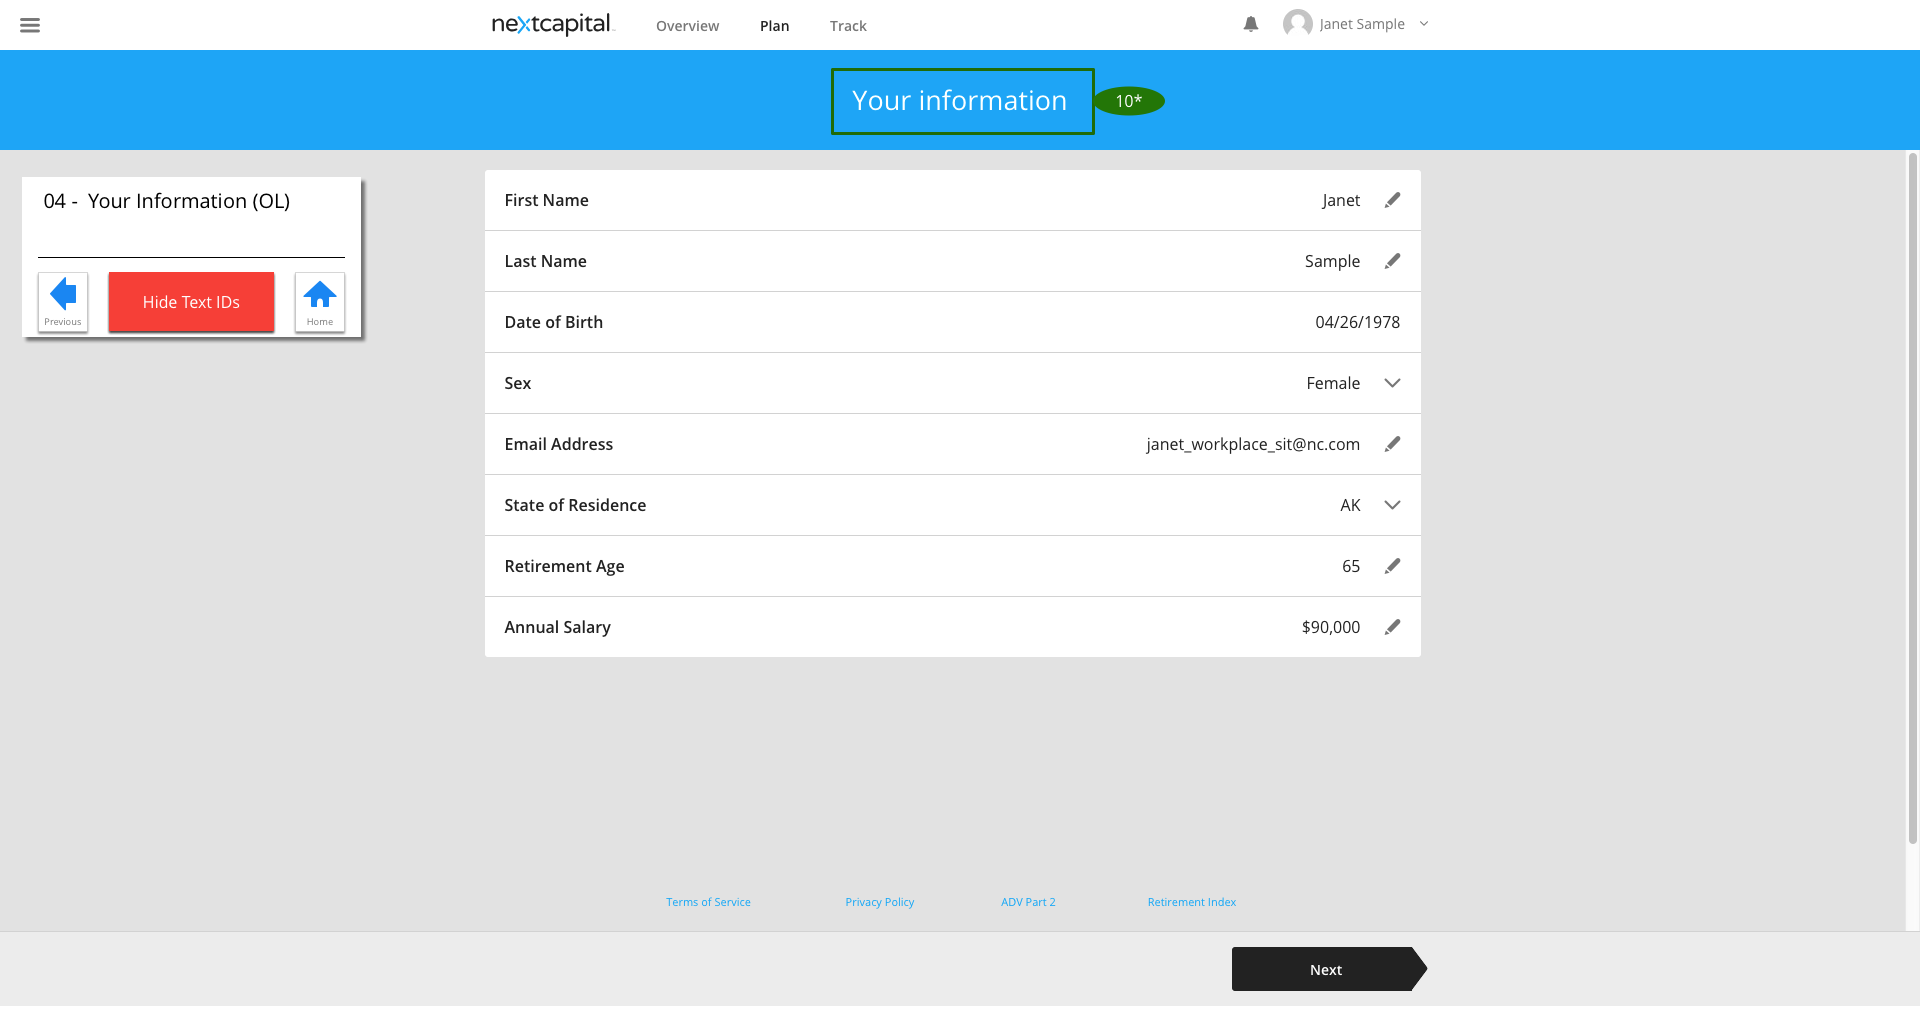 nextcapital
Overview
Plan
Track
Janet Sample
Your information
10*
04 - Your Information (OL)
Previous
Hide Text IDs
Home
First Name Janet
Last Name Sample
Date of Birth 04/26/1978
Sex Female
Email Address janet_workplace_sit@nc.com
State of Residence AK
Retirement Age 65
Annual Salary $90,000
Terms of Service
Privacy Policy
ADV Part 2
Retirement Index
Next